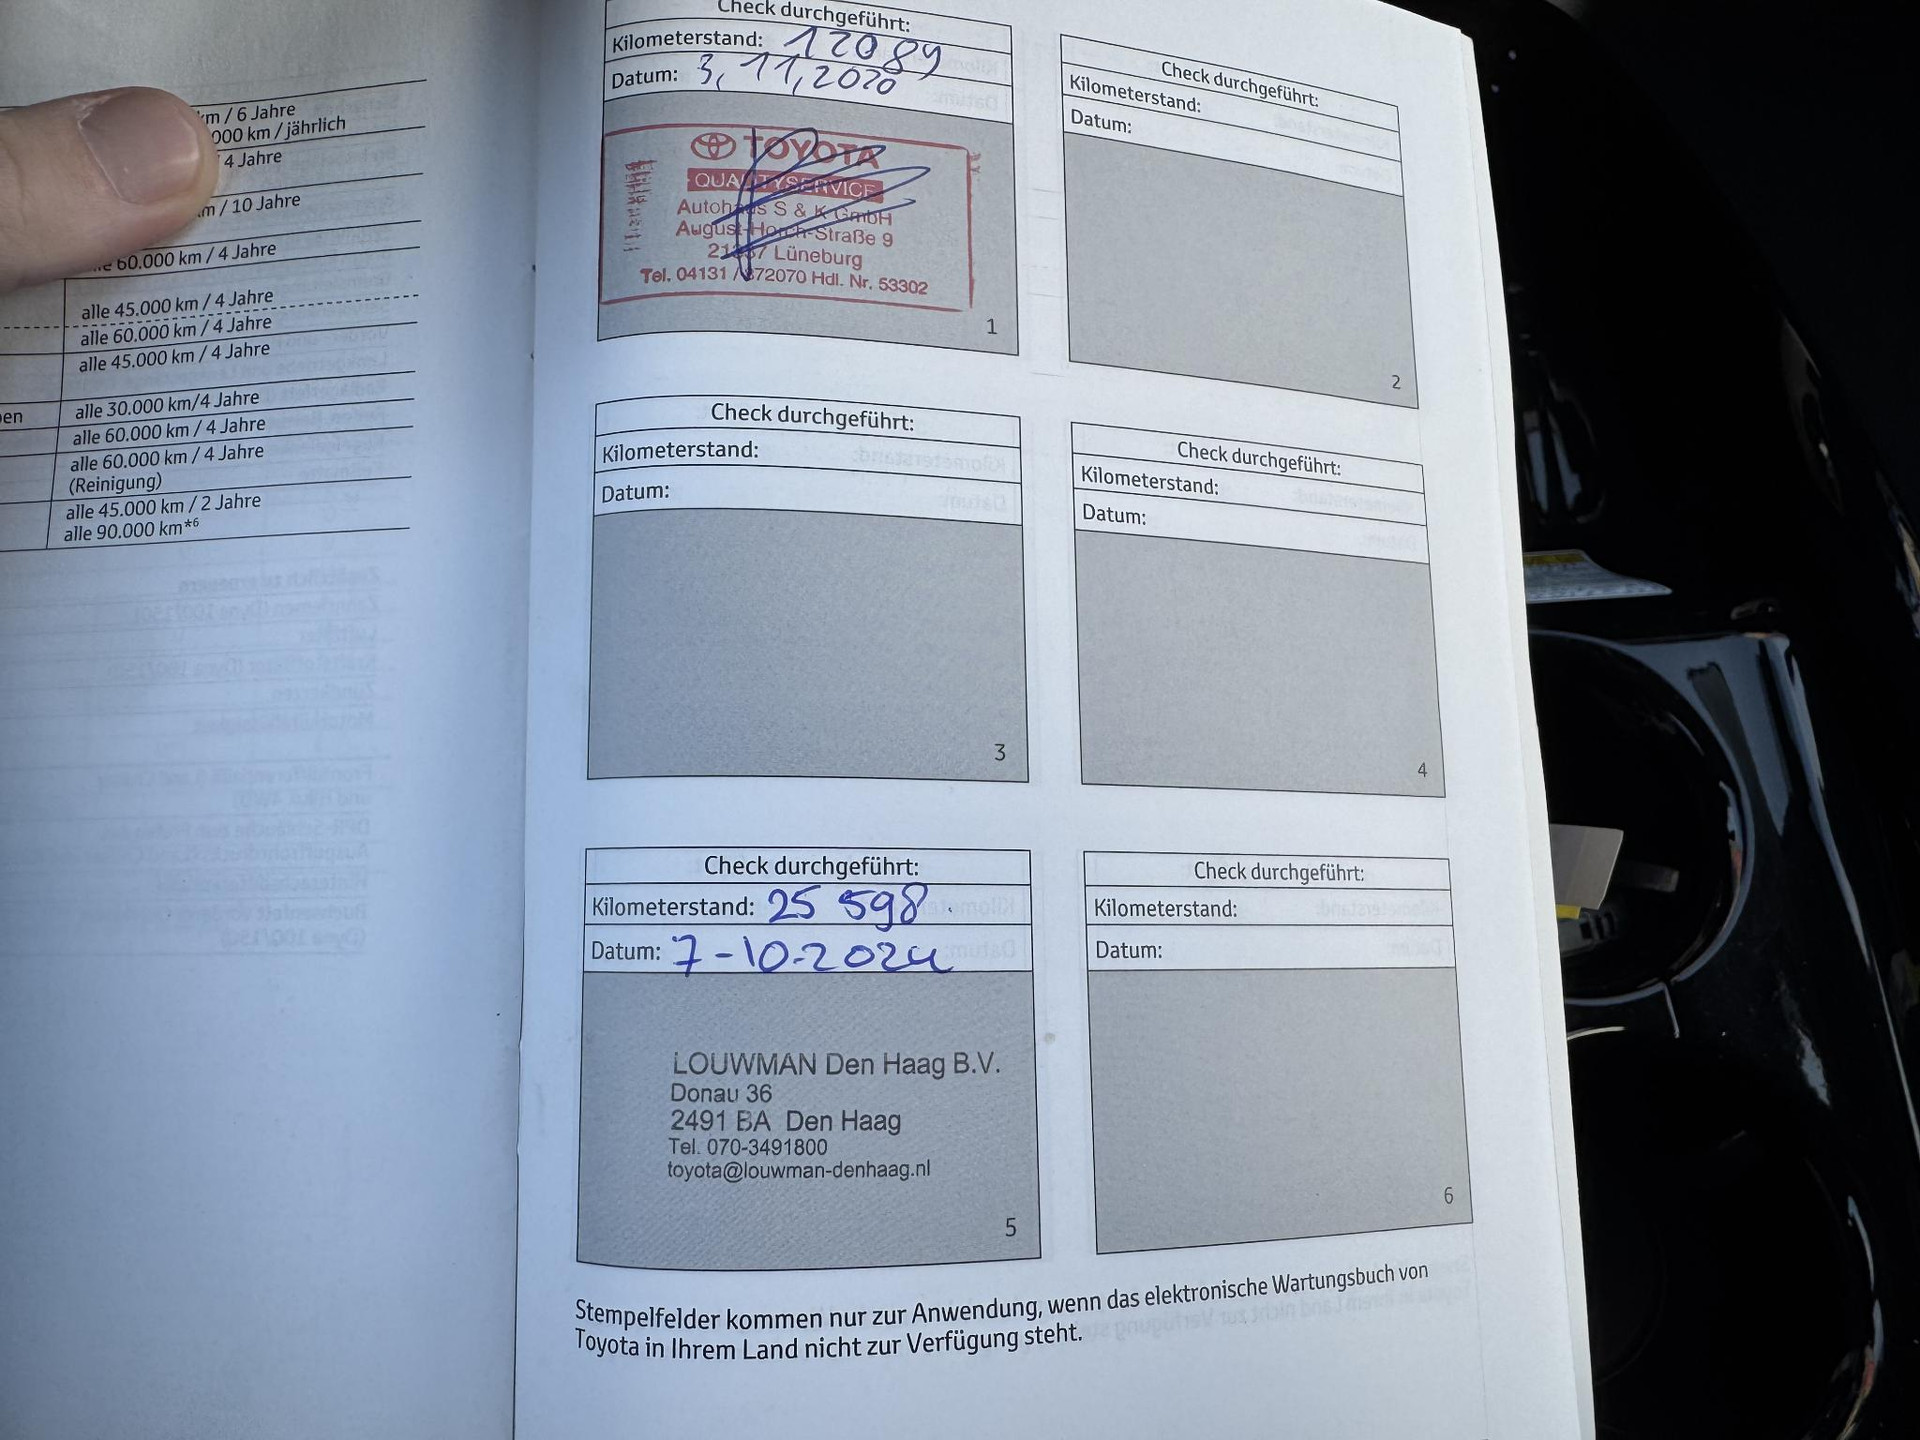 km / 6 Jahre
000 km / jährlich
4 Jahre
/ 10 Jahre
60.000 km / 4 Jahre
alle 45.000 km / 4 Jahre
alle 60.000 km / 4 Jahre
alle 45.000 km / 4 Jahre
alle 30.000 km/4 Jahre
alle 60.000 km / 4 Jahre
alle 60.000 km / 4 Jahre
(Reinigung)
alle 45.000 km / 2 Jahre
alle 90.000 km*6
Check durchgeführt:
Kilometerstand: 12089
Datum: 3, 11, 2020
TOYOTA
QUALITYSERVICE
Autohaus S & K GmbH
August-Horch-Straße 9
Lüneburg
Tel. 04131 / 872070 Hdl. Nr. 53302
1
Check durchgeführt:
Kilometerstand:
Datum:
2
Check durchgeführt:
Kilometerstand:
Datum:
3
Check durchgeführt:
Kilometerstand:
Datum:
4
Check durchgeführt:
Kilometerstand: 25 598
Datum: 7-10-2024
LOUWMAN Den Haag B.V.
Donau 36
2491 BA Den Haag
Tel. 070-3491800
toyota@louwman-denhaag.nl
5
Check durchgeführt:
Kilometerstand:
Datum:
6
Stempelfelder kommen nur zur Anwendung, wenn das elektronische Wartungsbuch von
Toyota in Ihrem Land nicht zur Verfügung steht.